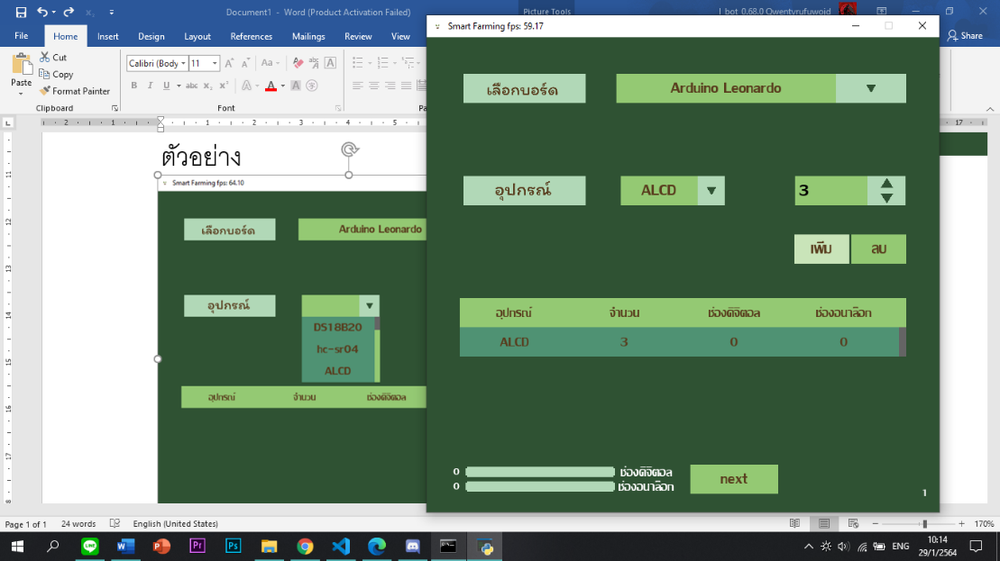 Document1 - Word (Product Activation Failed)
Picture Tools
l_bot_0.68.0 Qwentyrufuwoid
File Home Insert Design Layout References Mailings Review View
Share
Paste
Cut
Copy
Format Painter
Calibri (Body 11
Clipboard
Font
ตัวอย่าง
Smart Farming fps: 64.10
เลือกบอร์ด
Arduino Leonardo
อุปกรณ์
DS18B20
hc-sr04
ALCD
อุปกรณ์ จำนวน ช่องดิจิตอล
Smart Farming fps: 59.17
เลือกบอร์ด
Arduino Leonardo
อุปกรณ์
ALCD
3
เพิ่ม ลบ
อุปกรณ์ จำนวน ช่องดิจิตอล ช่องอนาล็อก
ALCD 3 0 0
0 ช่องดิจิตอล
0 ช่องอนาล็อก
next
1
Page 1 of 1 24 words English (United States)
170%
ENG
10:14
29/1/2564